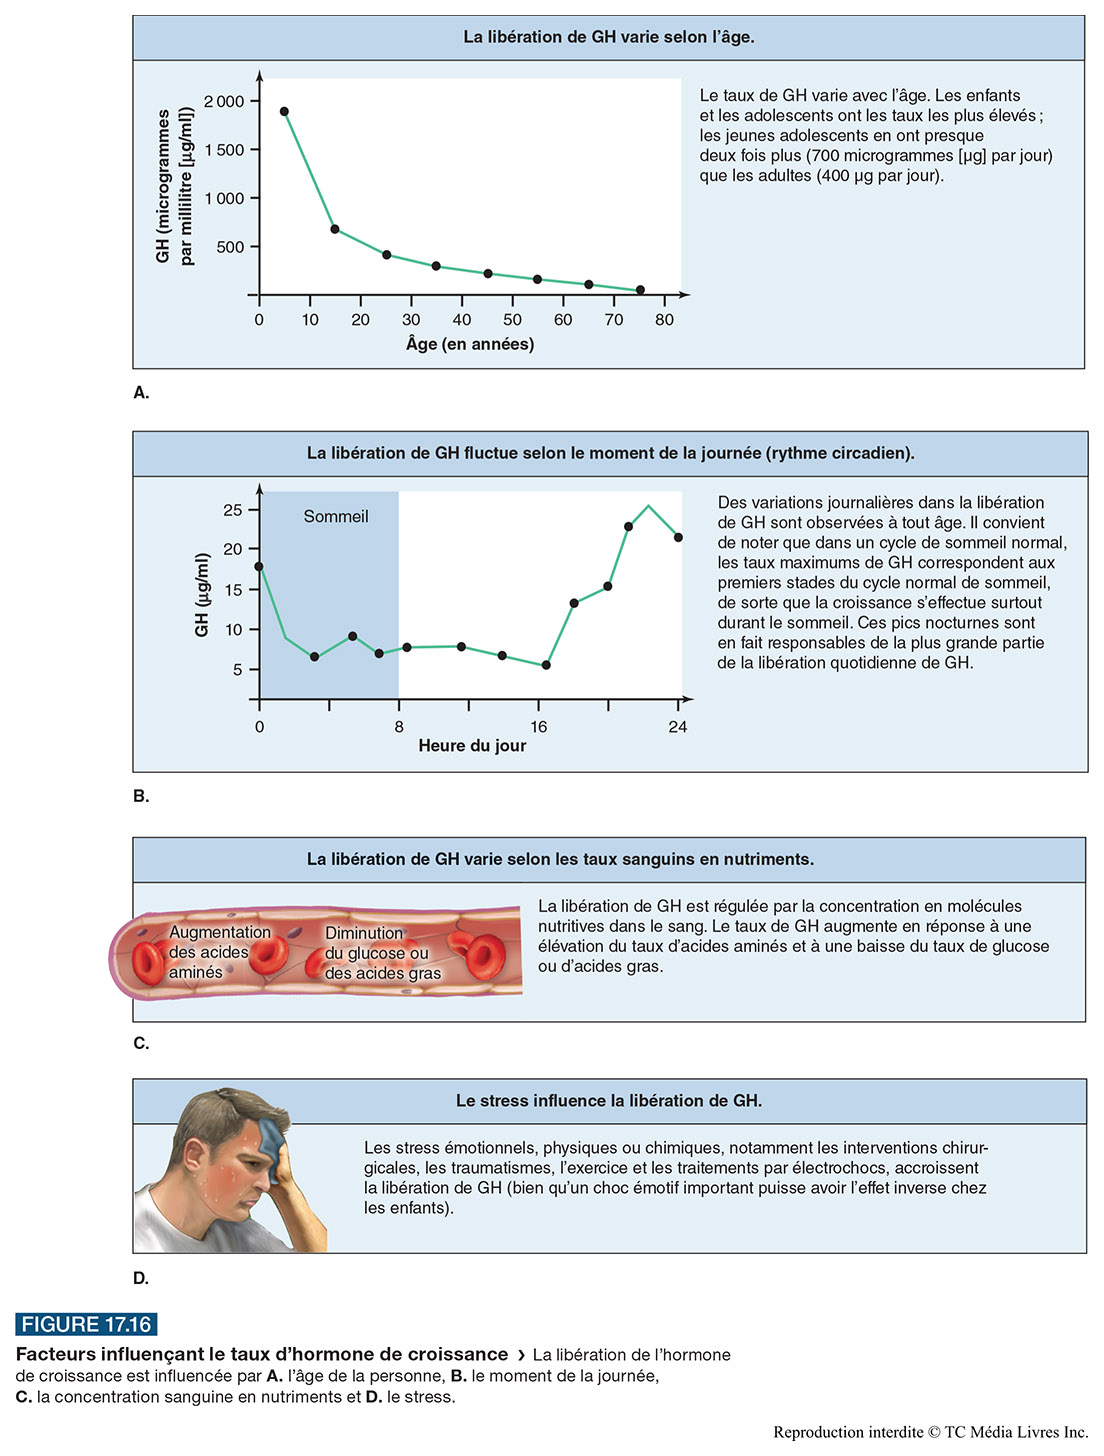 La libération de GH varie selon l’âge.
GH (microgrammes
par millilitre [μg/ml])
2 000
1 500
1 000
500
0 10 20 30 40 50 60 70 80
Âge (en années)
Le taux de GH varie avec l’âge. Les enfants
et les adolescents ont les taux les plus élevés ;
les jeunes adolescents en ont presque
deux fois plus (700 microgrammes [μg] par jour)
que les adultes (400 μg par jour).
A.
La libération de GH fluctue selon le moment de la journée (rythme circadien).
GH (μg/ml)
25
20
15
10
5
Sommeil
0 8 16 24
Heure du jour
Des variations journalières dans la libération
de GH sont observées à tout âge. Il convient
de noter que dans un cycle de sommeil normal,
les taux maximums de GH correspondent aux
premiers stades du cycle normal de sommeil,
de sorte que la croissance s’effectue surtout
durant le sommeil. Ces pics nocturnes sont
en fait responsables de la plus grande partie
de la libération quotidienne de GH.
B.
La libération de GH varie selon les taux sanguins en nutriments.
Augmentation
des acides
aminés
Diminution
du glucose ou
des acides gras
La libération de GH est régulée par la concentration en molécules
nutritives dans le sang. Le taux de GH augmente en réponse à une
élévation du taux d’acides aminés et à une baisse du taux de glucose
ou d’acides gras.
C.
Le stress influence la libération de GH.
Les stress émotionnels, physiques ou chimiques, notamment les interventions chirur-
gicales, les traumatismes, l’exercice et les traitements par électrochocs, accroissent
la libération de GH (bien qu’un choc émotif important puisse avoir l’effet inverse chez
les enfants).
D.
FIGURE 17.16
Facteurs influençant le taux d’hormone de croissance › La libération de l’hormone
de croissance est influencée par A. l’âge de la personne, B. le moment de la journée,
C. la concentration sanguine en nutriments et D. le stress.
Reproduction interdite © TC Média Livres Inc.